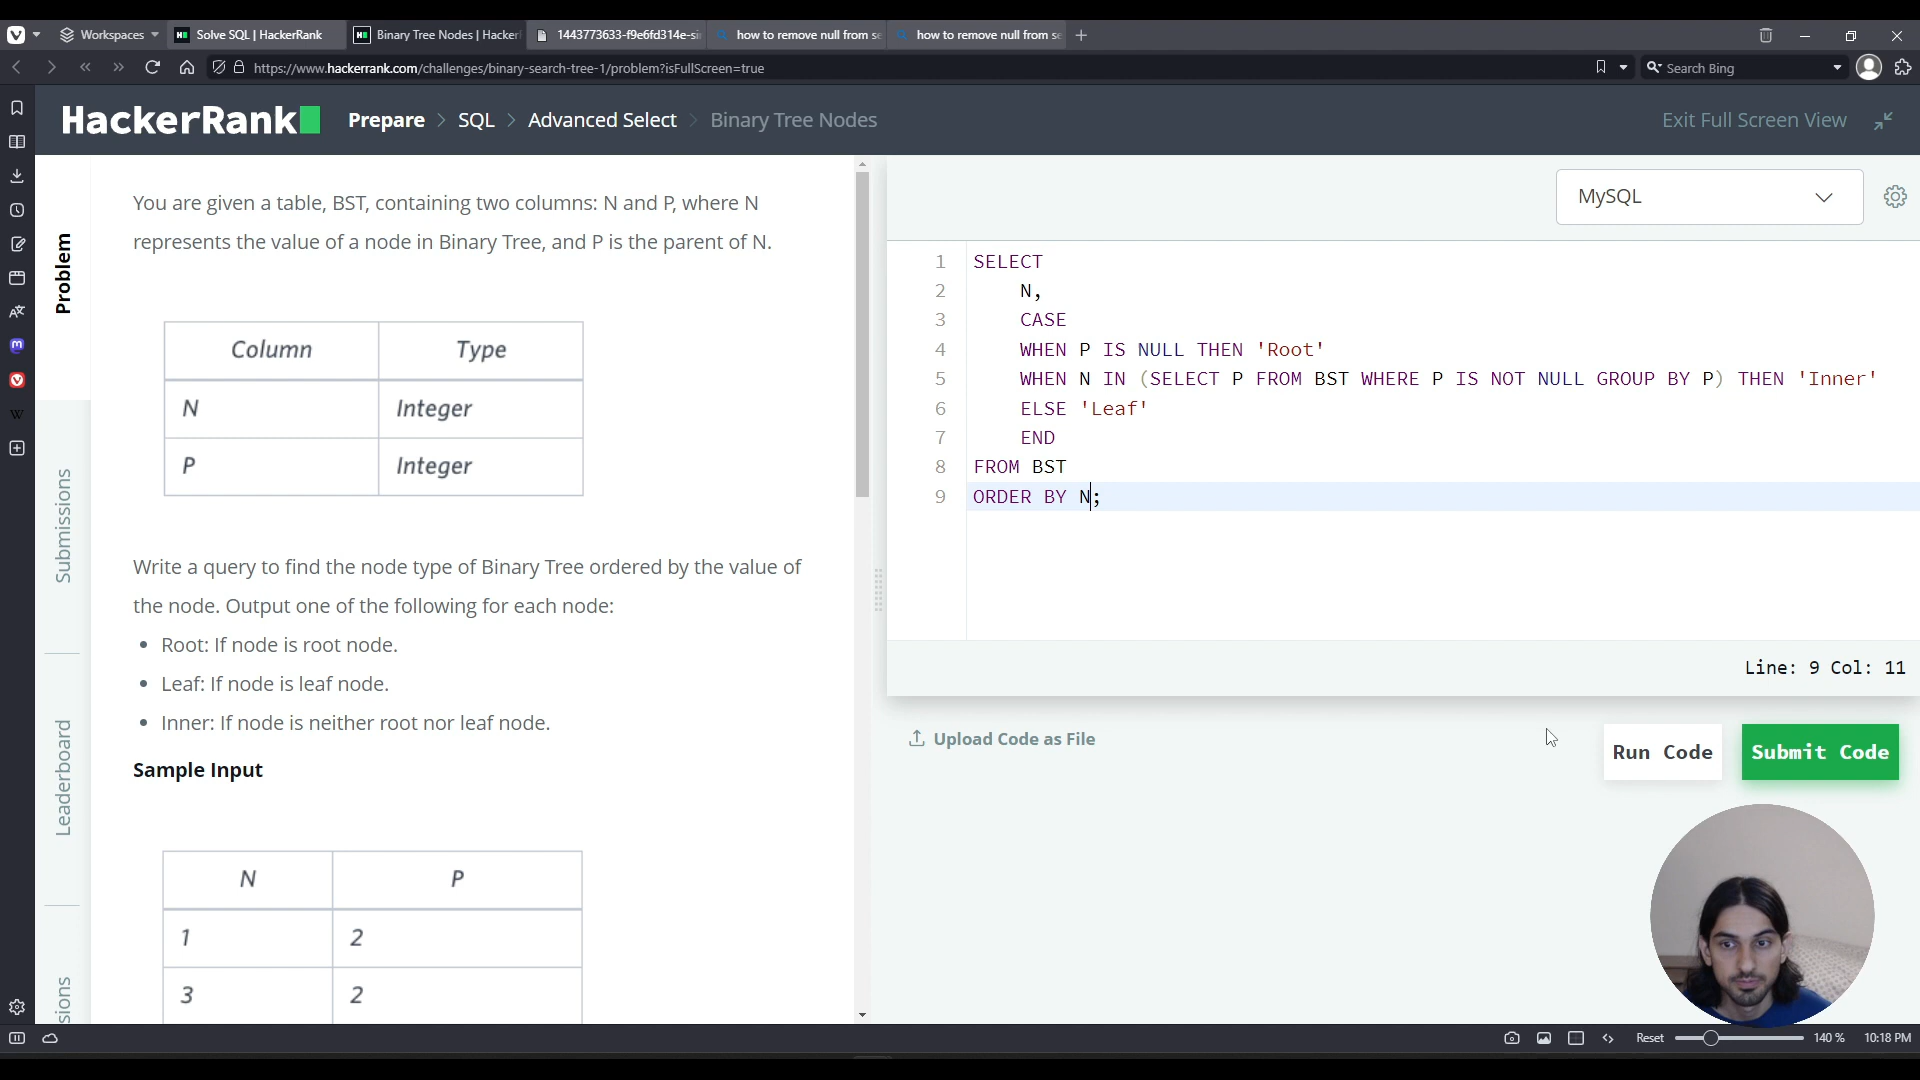 Workspaces
Solve SQL | HackerRank
Binary Tree Nodes | Hacker
1443773633-f9e6fd314e-si
how to remove null from se
how to remove null from se
https://www.hackerrank.com/challenges/binary-search-tree-1/problem?isFullScreen=true
Search Bing
HackerRank
Prepare > SQL > Advanced Select > Binary Tree Nodes
Exit Full Screen View
Problem
Submissions
Leaderboard
sions
You are given a table, BST, containing two columns: N and P, where N
represents the value of a node in Binary Tree, and P is the parent of N.
Column Type
N Integer
P Integer
Write a query to find the node type of Binary Tree ordered by the value of
the node. Output one of the following for each node:
• Root: If node is root node.
• Leaf: If node is leaf node.
• Inner: If node is neither root nor leaf node.
Sample Input
N P
1 2
3 2
MySQL
1 SELECT
2 N,
3 CASE
4 WHEN P IS NULL THEN 'Root'
5 WHEN N IN (SELECT P FROM BST WHERE P IS NOT NULL GROUP BY P) THEN 'Inner'
6 ELSE 'Leaf'
7 END
8 FROM BST
9 ORDER BY N;
Line: 9 Col: 11
Upload Code as File
Run Code
Submit Code
Reset
140 %
10:18 PM